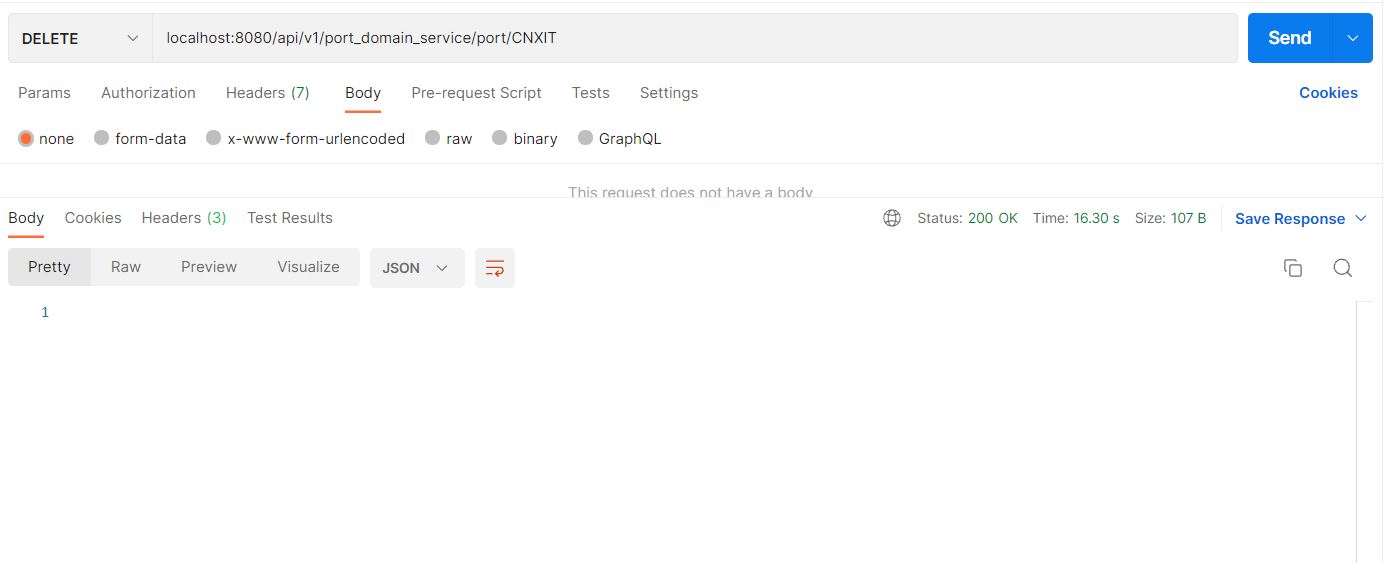 DELETE localhost:8080/api/v1/port_domain_service/port/CNXIT Send
Params Authorization Headers (7) Body Pre-request Script Tests Settings Cookies
none form-data x-www-form-urlencoded raw binary GraphQL
This request does not have a body
Body Cookies Headers (3) Test Results Status: 200 OK Time: 16.30 s Size: 107 B Save Response
Pretty Raw Preview Visualize JSON
1